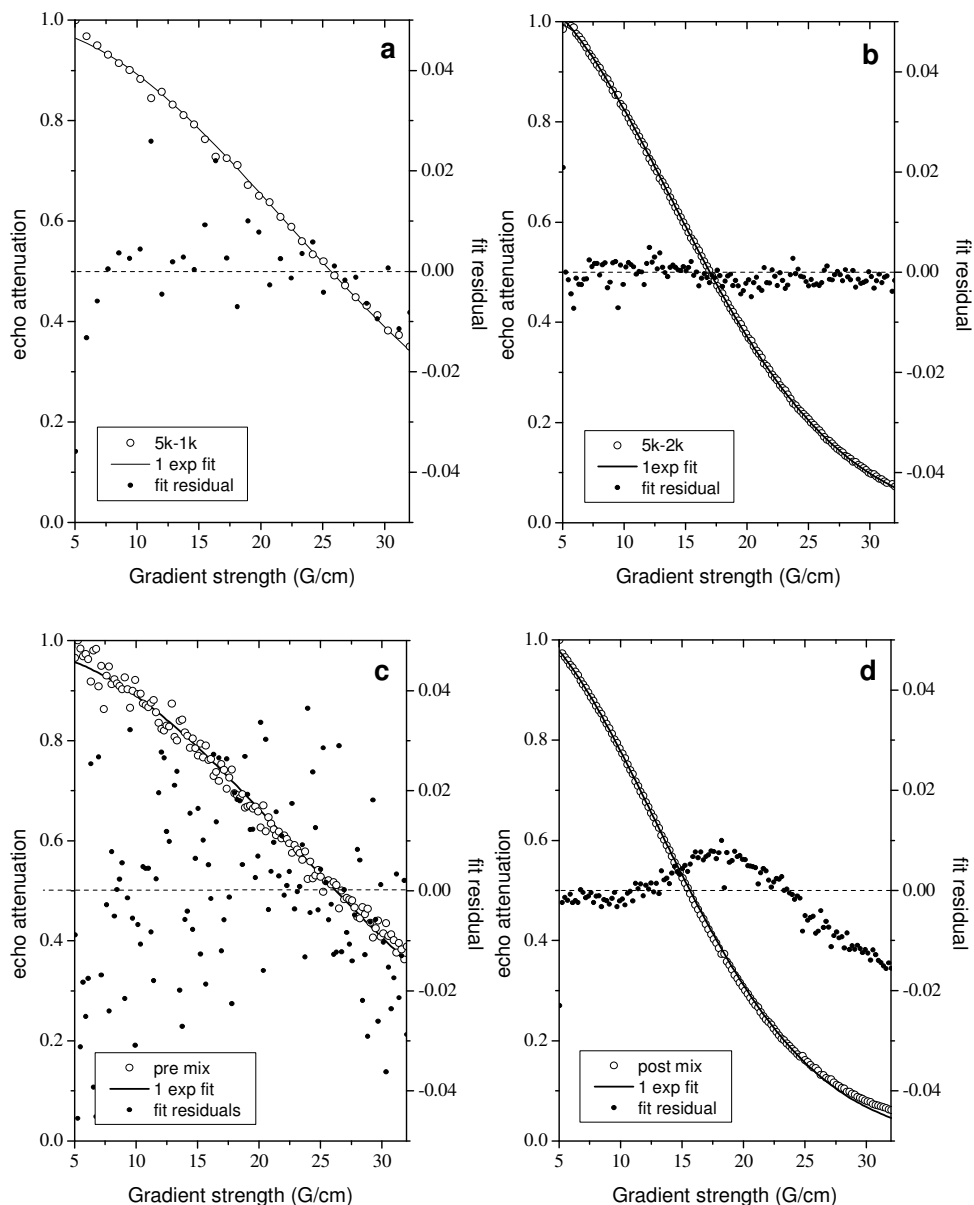 a
1.0
0.8
0.6
0.4
0.2
0.0
echo attenuation
0.04
0.02
0.00
-0.02
-0.04
fit residual
5k-1k
1 exp fit
fit residual
5 10 15 20 25 30
Gradient strength (G/cm)
b
1.0
0.8
0.6
0.4
0.2
0.0
echo attenuation
0.04
0.02
0.00
-0.02
-0.04
fit residual
5k-2k
1exp fit
fit residual
5 10 15 20 25 30
Gradient strength (G/cm)
c
1.0
0.8
0.6
0.4
0.2
0.0
echo attenuation
0.04
0.02
0.00
-0.02
-0.04
fit residual
pre mix
1 exp fit
fit residuals
5 10 15 20 25 30
Gradient strength (G/cm)
d
1.0
0.8
0.6
0.4
0.2
0.0
echo attenuation
0.04
0.02
0.00
-0.02
-0.04
fit residual
post mix
1 exp fit
fit residual
5 10 15 20 25 30
Gradient strength (G/cm)